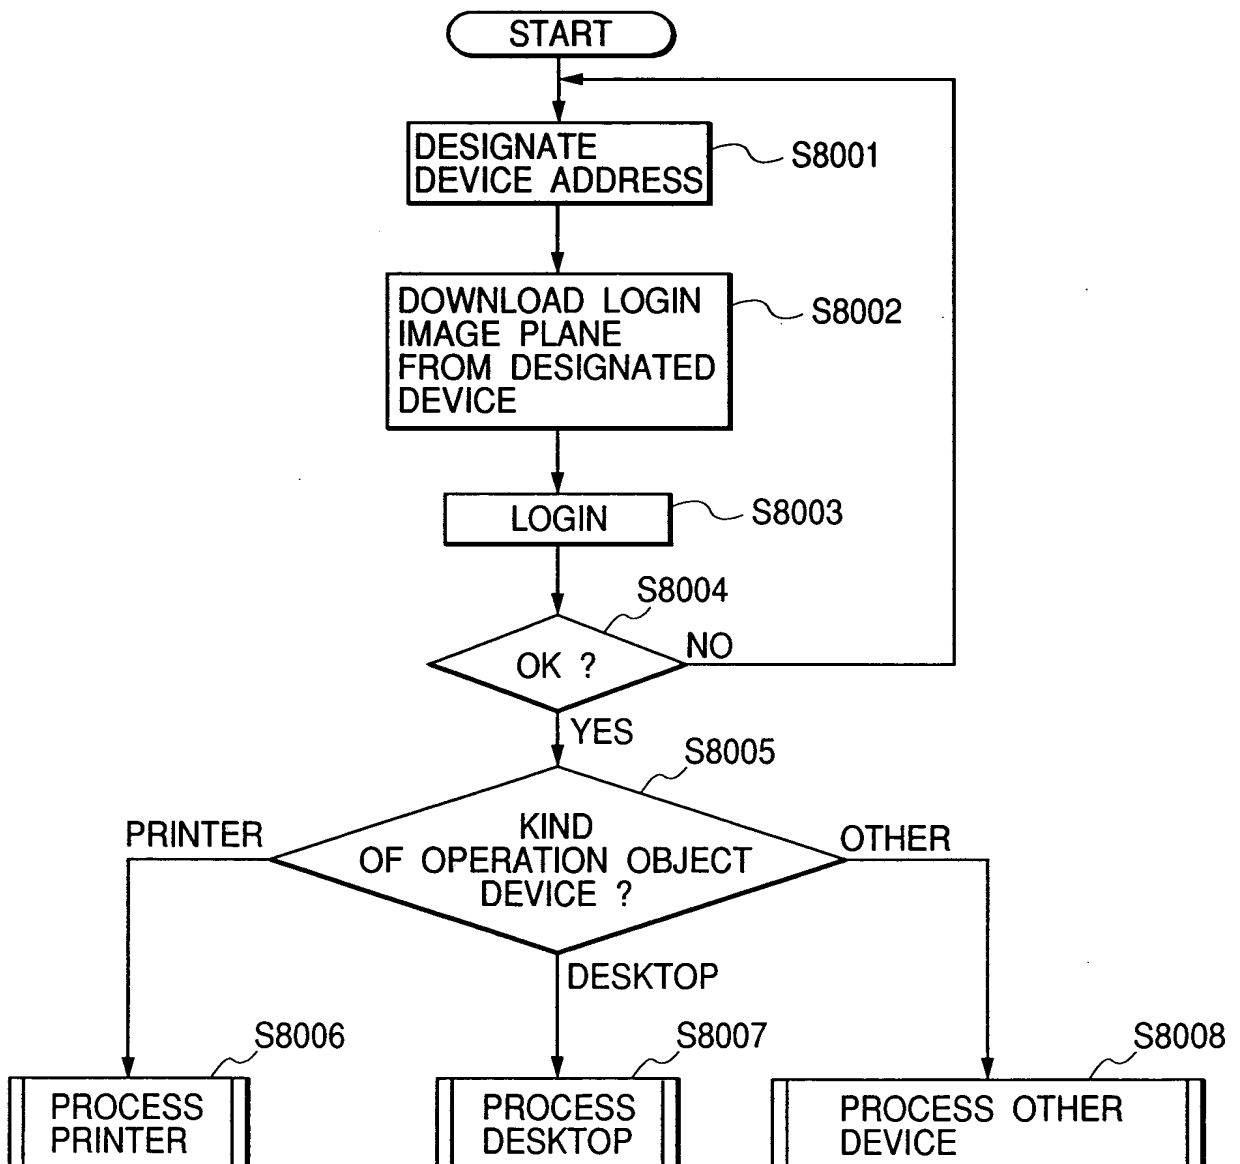 START
DESIGNATE
DEVICE ADDRESS
S8001
DOWNLOAD LOGIN
IMAGE PLANE
FROM DESIGNATED
DEVICE
S8002
LOGIN
S8003
S8004
OK ?
NO
YES
S8005
KIND
OF OPERATION OBJECT
DEVICE ?
PRINTER
OTHER
DESKTOP
S8006
PROCESS
PRINTER
S8007
PROCESS
DESKTOP
S8008
PROCESS OTHER
DEVICE